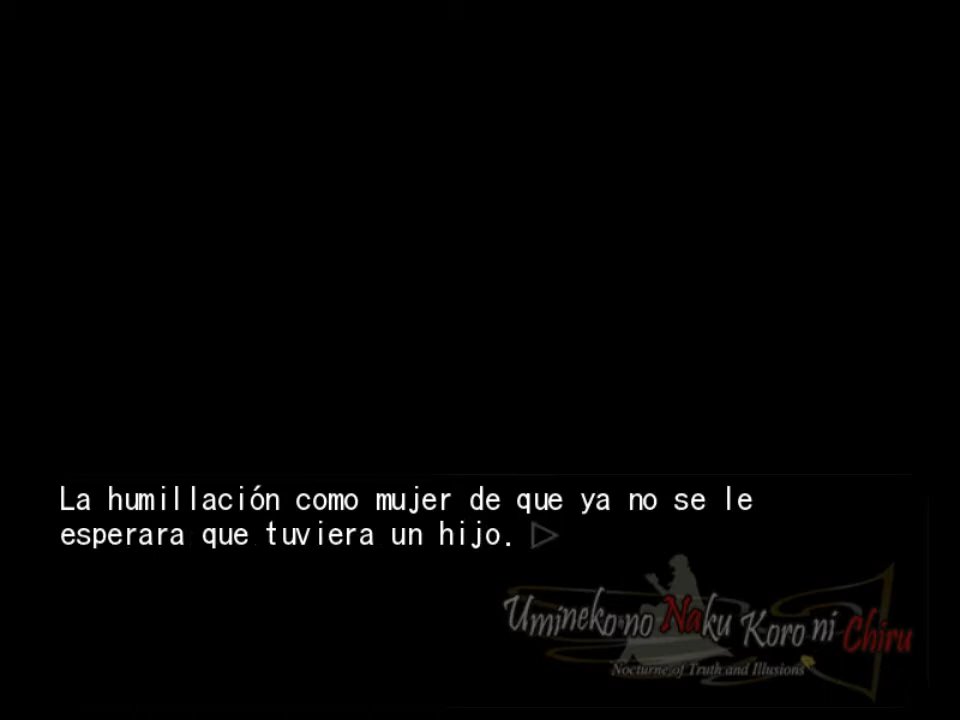 La humillación como mujer de que ya no se le
esperara que tuviera un hijo.
Umineko no Naku Koro ni Chiru
Nocturne of Truth and Illusions